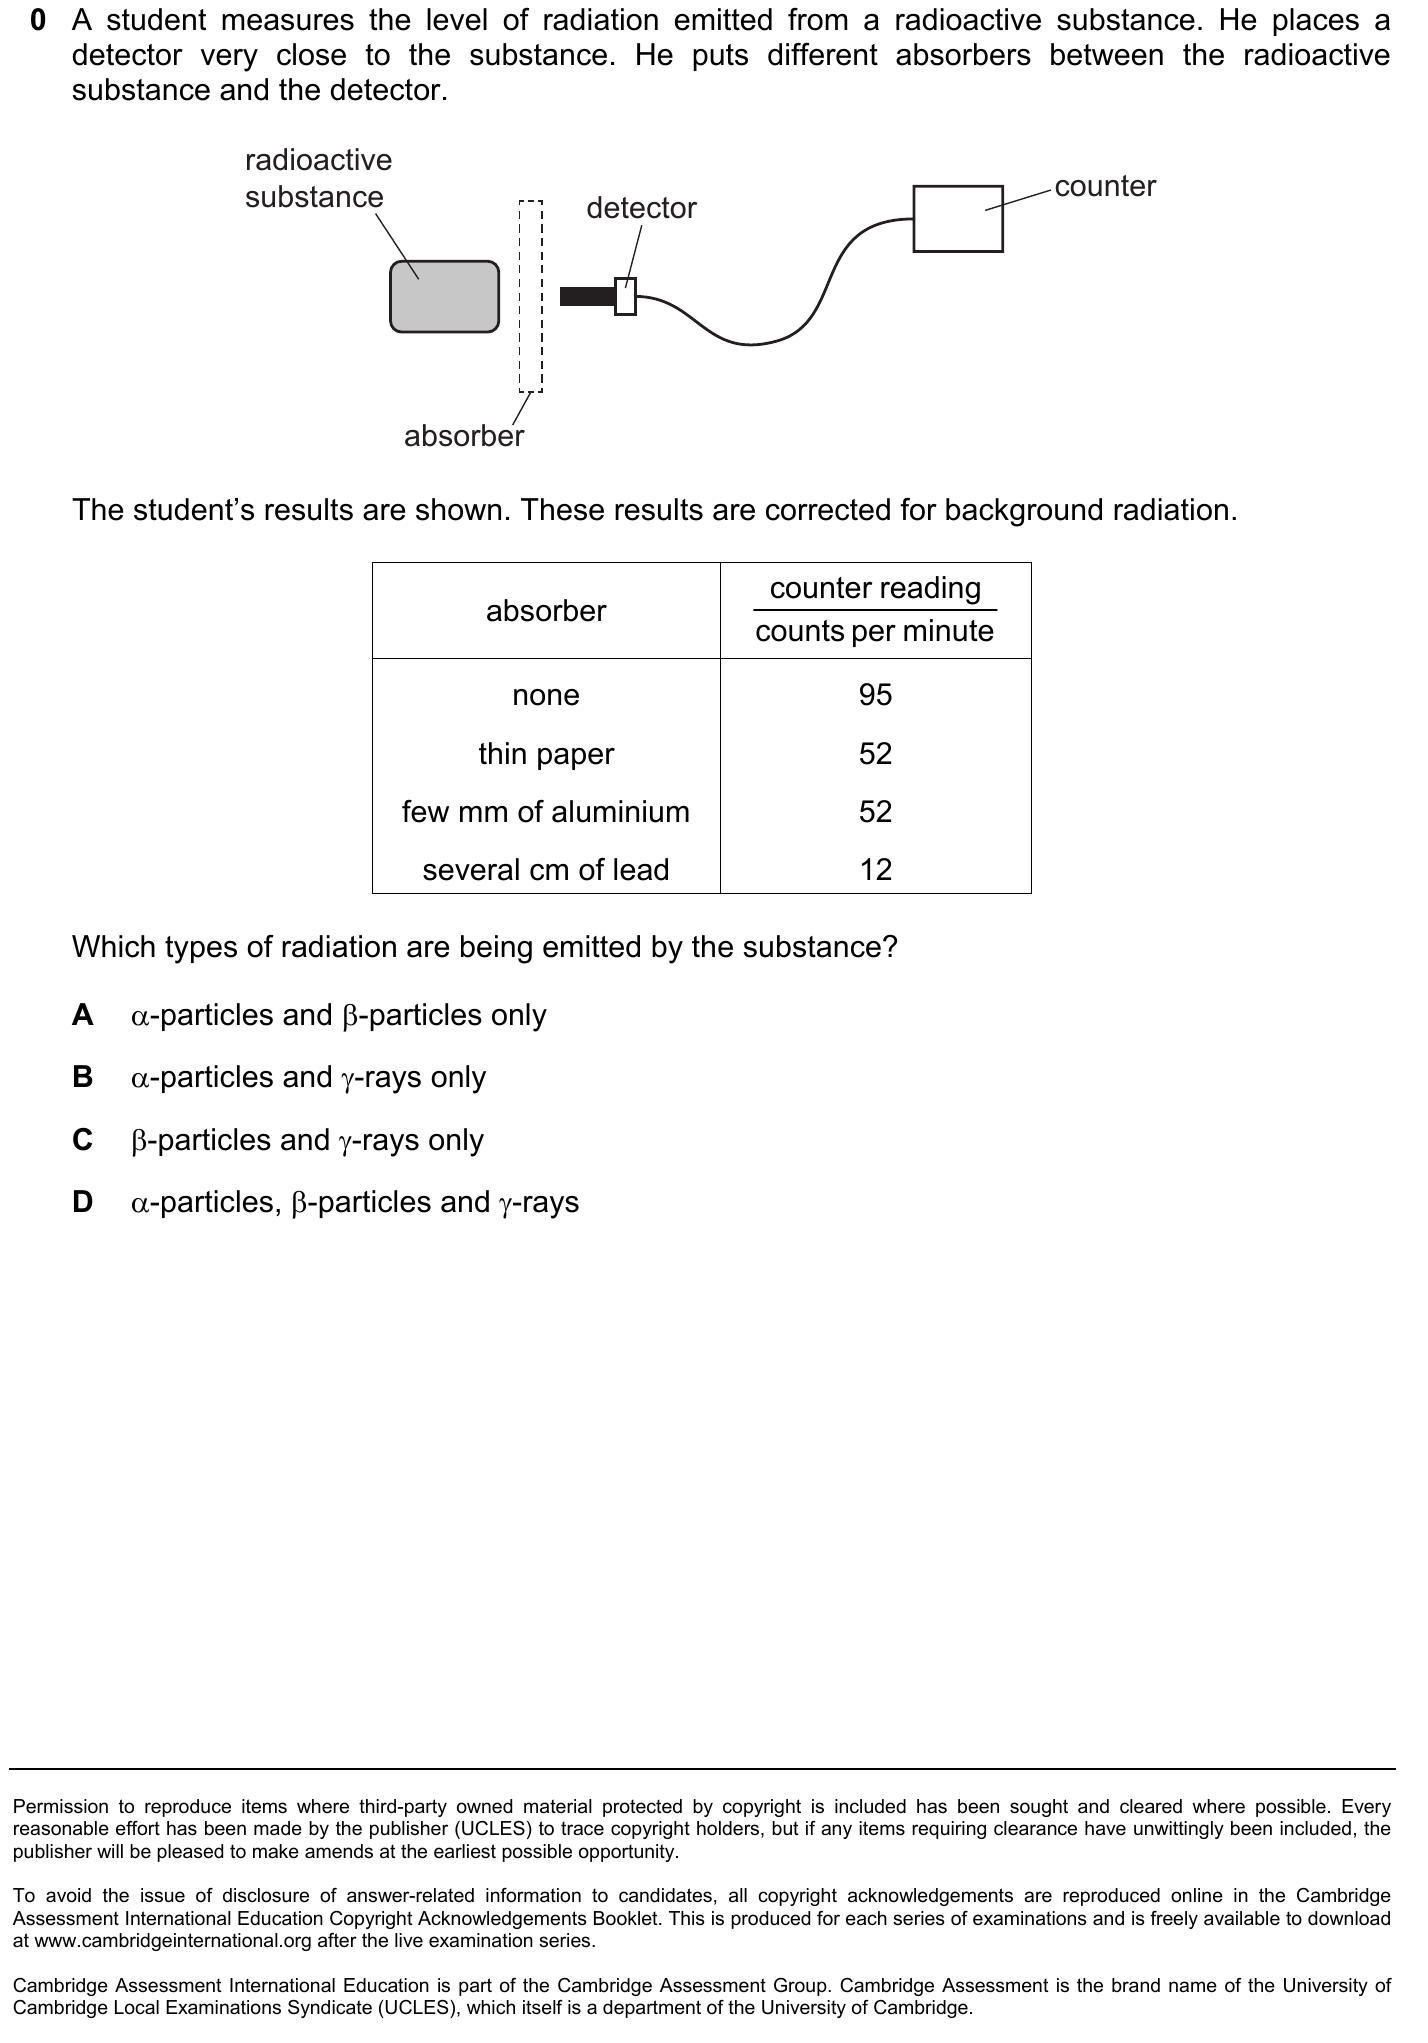 0 A student measures the level of radiation emitted from a radioactive substance. He places a
detector very close to the substance. He puts different absorbers between the radioactive
substance and the detector.
radioactive
substance
detector
counter
absorber
The student’s results are shown. These results are corrected for background radiation.
absorber
counter reading
counts per minute
none 95
thin paper 52
few mm of aluminium 52
several cm of lead 12
Which types of radiation are being emitted by the substance?
A α-particles and β-particles only
B α-particles and γ-rays only
C β-particles and γ-rays only
D α-particles, β-particles and γ-rays
Permission to reproduce items where third-party owned material protected by copyright is included has been sought and cleared where possible. Every
reasonable effort has been made by the publisher (UCLES) to trace copyright holders, but if any items requiring clearance have unwittingly been included, the
publisher will be pleased to make amends at the earliest possible opportunity.
To avoid the issue of disclosure of answer-related information to candidates, all copyright acknowledgements are reproduced online in the Cambridge
Assessment International Education Copyright Acknowledgements Booklet. This is produced for each series of examinations and is freely available to download
at www.cambridgeinternational.org after the live examination series.
Cambridge Assessment International Education is part of the Cambridge Assessment Group. Cambridge Assessment is the brand name of the University of
Cambridge Local Examinations Syndicate (UCLES), which itself is a department of the University of Cambridge.